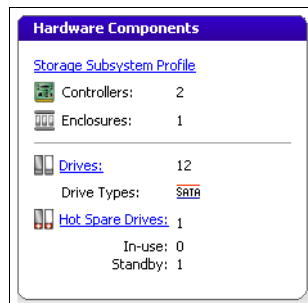 Hardware Components
Storage Subsystem Profile
Controllers: 2
Enclosures: 1
Drives: 12
Drive Types: SATA
Hot Spare Drives: 1
In-use: 0
Standby: 1